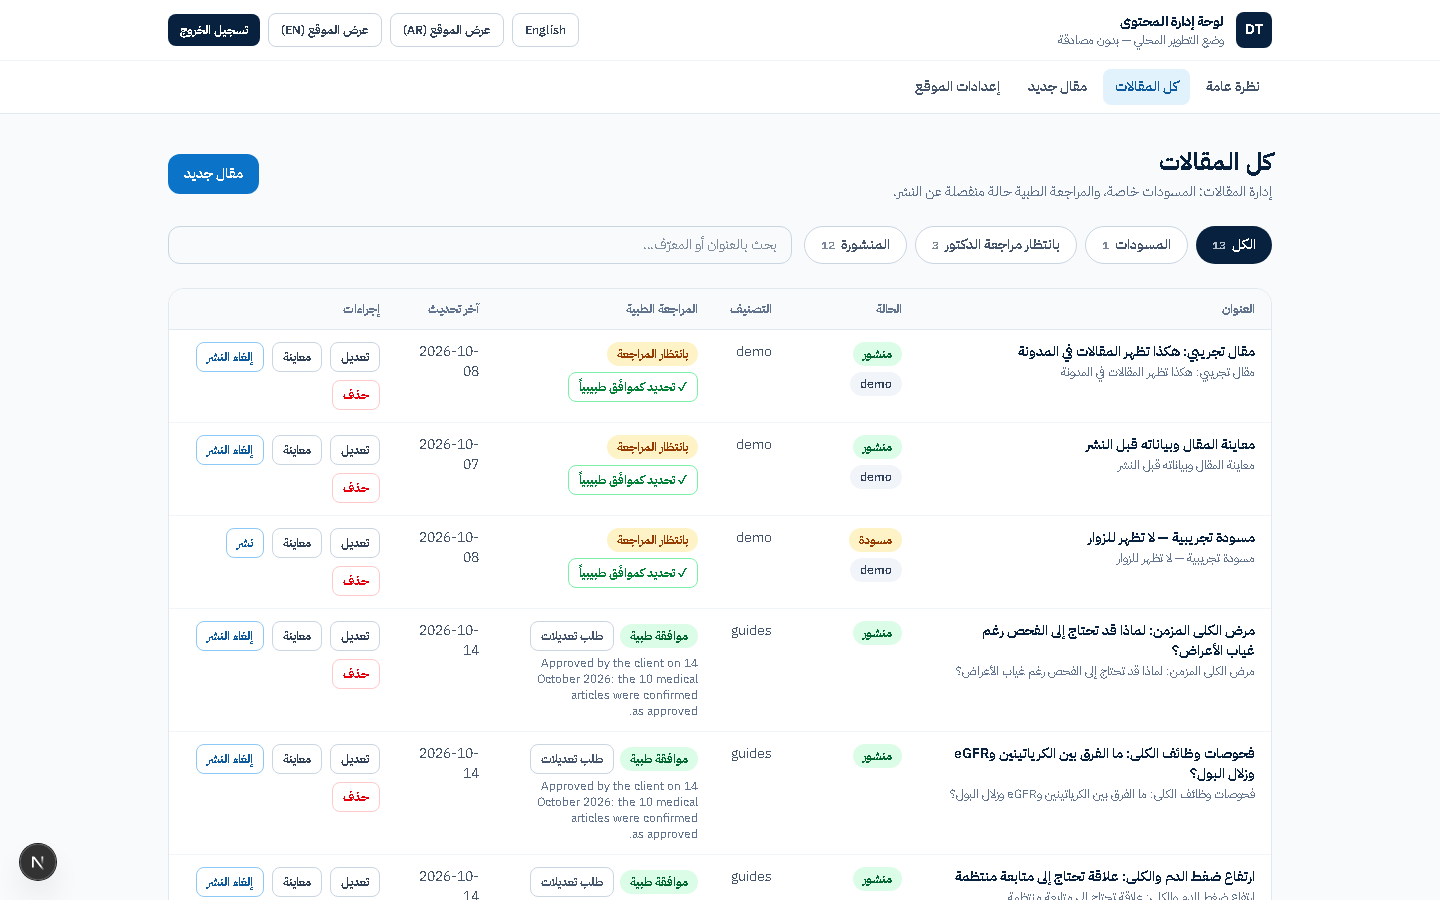 DT
لوحة إدارة المحتوى
وضع التطوير المحلي — بدون مصادقة
English
عرض الموقع (AR)
عرض الموقع (EN)
تسجيل الخروج
نظرة عامة
كل المقالات
مقال جديد
إعدادات الموقع
كل المقالات
إدارة المقالات: المسودات خاصة، والمراجعة الطبية حالة منفصلة عن النشر.
مقال جديد
الكل 13
المسودات 1
بانتظار مراجعة الدكتور 3
المنشورة 12
بحث بالعنوان أو المعرّف...
العنوان
الحالة
التصنيف
المراجعة الطبية
آخر تحديث
إجراءات
مقال تجريبي: هكذا تظهر المقالات في المدونة
مقال تجريبي: هكذا تظهر المقالات في المدونة
منشور
demo
demo
بانتظار المراجعة
✓ تحديد كموافَق طبيبياً
2026-10-
08
تعديل
معاينة
إلغاء النشر
حذف
معاينة المقال وبياناته قبل النشر
معاينة المقال وبياناته قبل النشر
منشور
demo
demo
بانتظار المراجعة
✓ تحديد كموافَق طبيبياً
2026-10-
07
تعديل
معاينة
إلغاء النشر
حذف
مسودة تجريبية — لا تظهر للزوار
مسودة تجريبية — لا تظهر للزوار
مسودة
demo
demo
بانتظار المراجعة
✓ تحديد كموافَق طبيبياً
2026-10-
08
تعديل
معاينة
نشر
حذف
مرض الكلى المزمن: لماذا قد تحتاج إلى الفحص رغم
غياب الأعراض؟
مرض الكلى المزمن: لماذا قد تحتاج إلى الفحص رغم غياب الأعراض؟
منشور
guides
موافقة طبية
طلب تعديلات
Approved by the client on 14
October 2026: the 10 medical
articles were confirmed
as approved.
2026-10-
14
تعديل
معاينة
إلغاء النشر
حذف
فحوصات وظائف الكلى: ما الفرق بين الكرياتينين وeGFR
وزلال البول؟
فحوصات وظائف الكلى: ما الفرق بين الكرياتينين وeGFR وزلال البول؟
منشور
guides
موافقة طبية
طلب تعديلات
Approved by the client on 14
October 2026: the 10 medical
articles were confirmed
as approved.
2026-10-
14
تعديل
معاينة
إلغاء النشر
حذف
ارتفاع ضغط الدم والكلى: علاقة تحتاج إلى متابعة منتظمة
ارتفاع ضغط الدم والكلى: علاقة تحتاج إلى متابعة منتظمة
منشور
guides
موافقة طبية
طلب تعديلات
2026-10-
14
تعديل
معاينة
إلغاء النشر
N